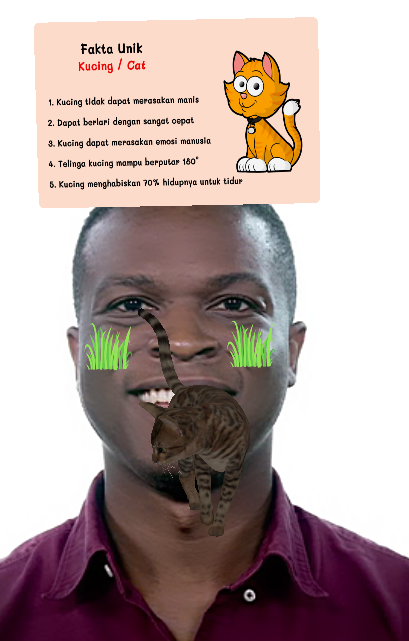 Fakta Unik
Kucing / Cat
1. Kucing tidak dapat merasakan manis
2. Dapat berlari dengan sangat cepat
3. Kucing dapat merasakan emosi manusia
4. Telinga kucing mampu berputar 180°
5. Kucing menghabiskan 70% hidupnya untuk tidur